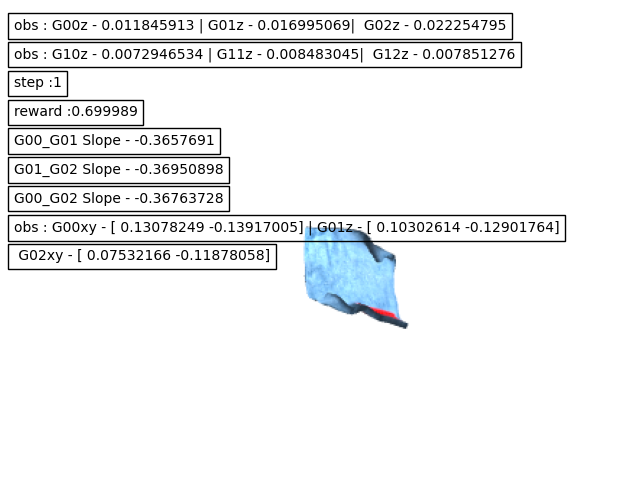 obs : G00z - 0.011845913 | G01z - 0.016995069|  G02z - 0.022254795
obs : G10z - 0.0072946534 | G11z - 0.008483045|  G12z - 0.007851276
step :1
reward :0.699989
G00_G01 Slope - -0.3657691
G01_G02 Slope - -0.36950898
G00_G02 Slope - -0.36763728
obs : G00xy - [ 0.13078249 -0.13917005] | G01z - [ 0.10302614 -0.12901764]
G02xy - [ 0.07532166 -0.11878058]